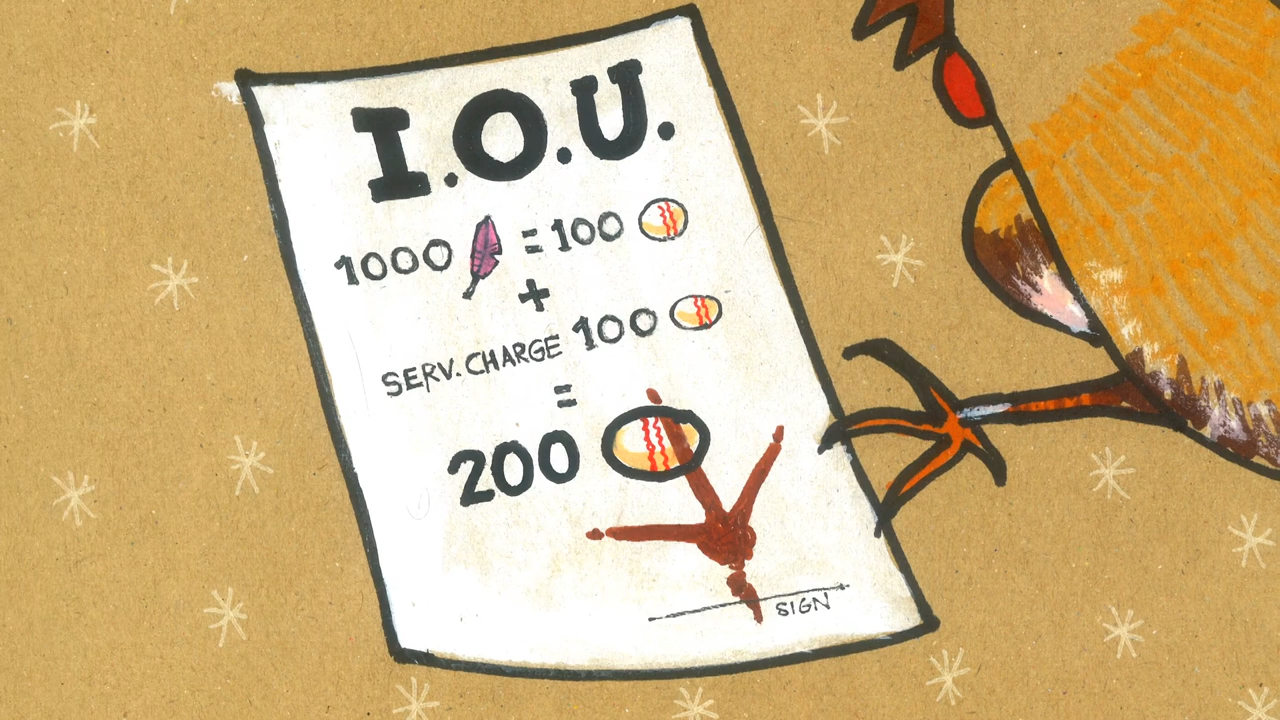 I.O.U.
1000 = 100
+
SERV. CHARGE 100
=
200
SIGN